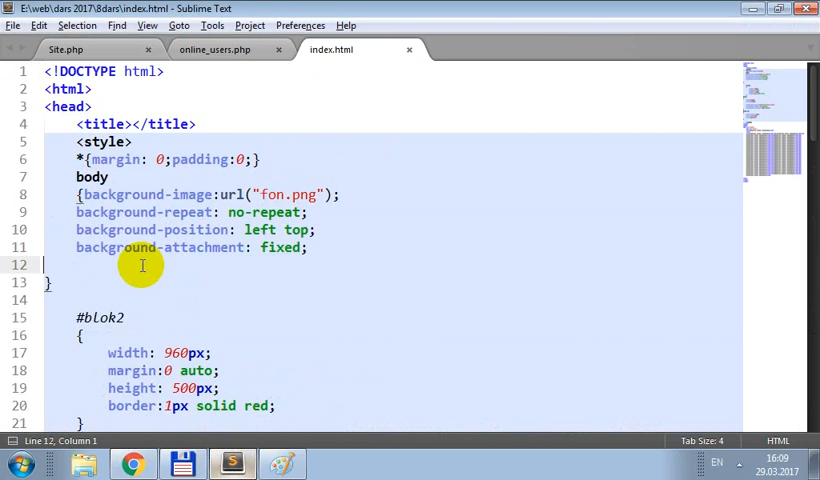 E:\web\dars 2017\8dars\index.html - Sublime Text
File Edit Selection Find View Goto Tools Project Preferences Help
Site.php × online_users.php × index.html ×
1 <!DOCTYPE html>
2 <html>
3 <head>
4 <title></title>
5 <style>
6 *{margin: 0;padding:0;}
7 body
8 {background-image:url("fon.png");
9 background-repeat: no-repeat;
10 background-position: left top;
11 background-attachment: fixed;
12
13 }
14
15 #blok2
16 {
17 width: 960px;
18 margin:0 auto;
19 height: 500px;
20 border:1px solid red;
21 }
Line 12, Column 1 Tab Size: 4 HTML
EN 16:09
29.03.2017